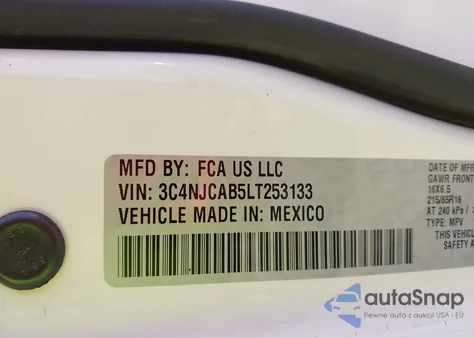 MFD BY: FCA US LLC
VIN: 3C4NJCAB5LT253133
VEHICLE MADE IN: MEXICO
DATE OF MFR
GAWR FRONT
16X6.5
215/65R16
AT 240 kPa /
TYPE: MPV
THIS VEHICLE
SAFETY A
autoSnap
Pewne auta z aukcji USA - EU